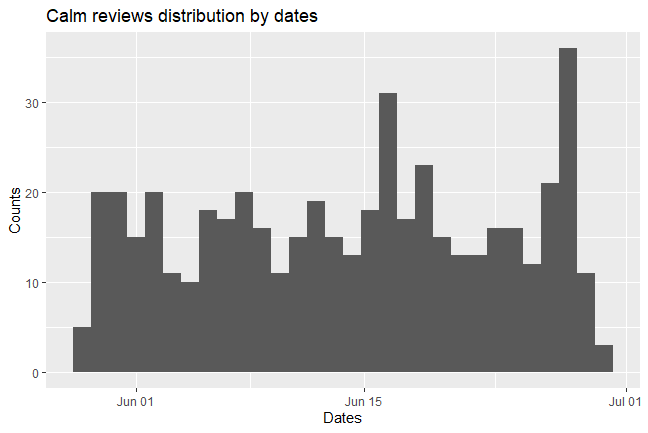 Calm reviews distribution by dates
Counts
30
20
10
0
Jun 01
Jun 15
Jul 01
Dates